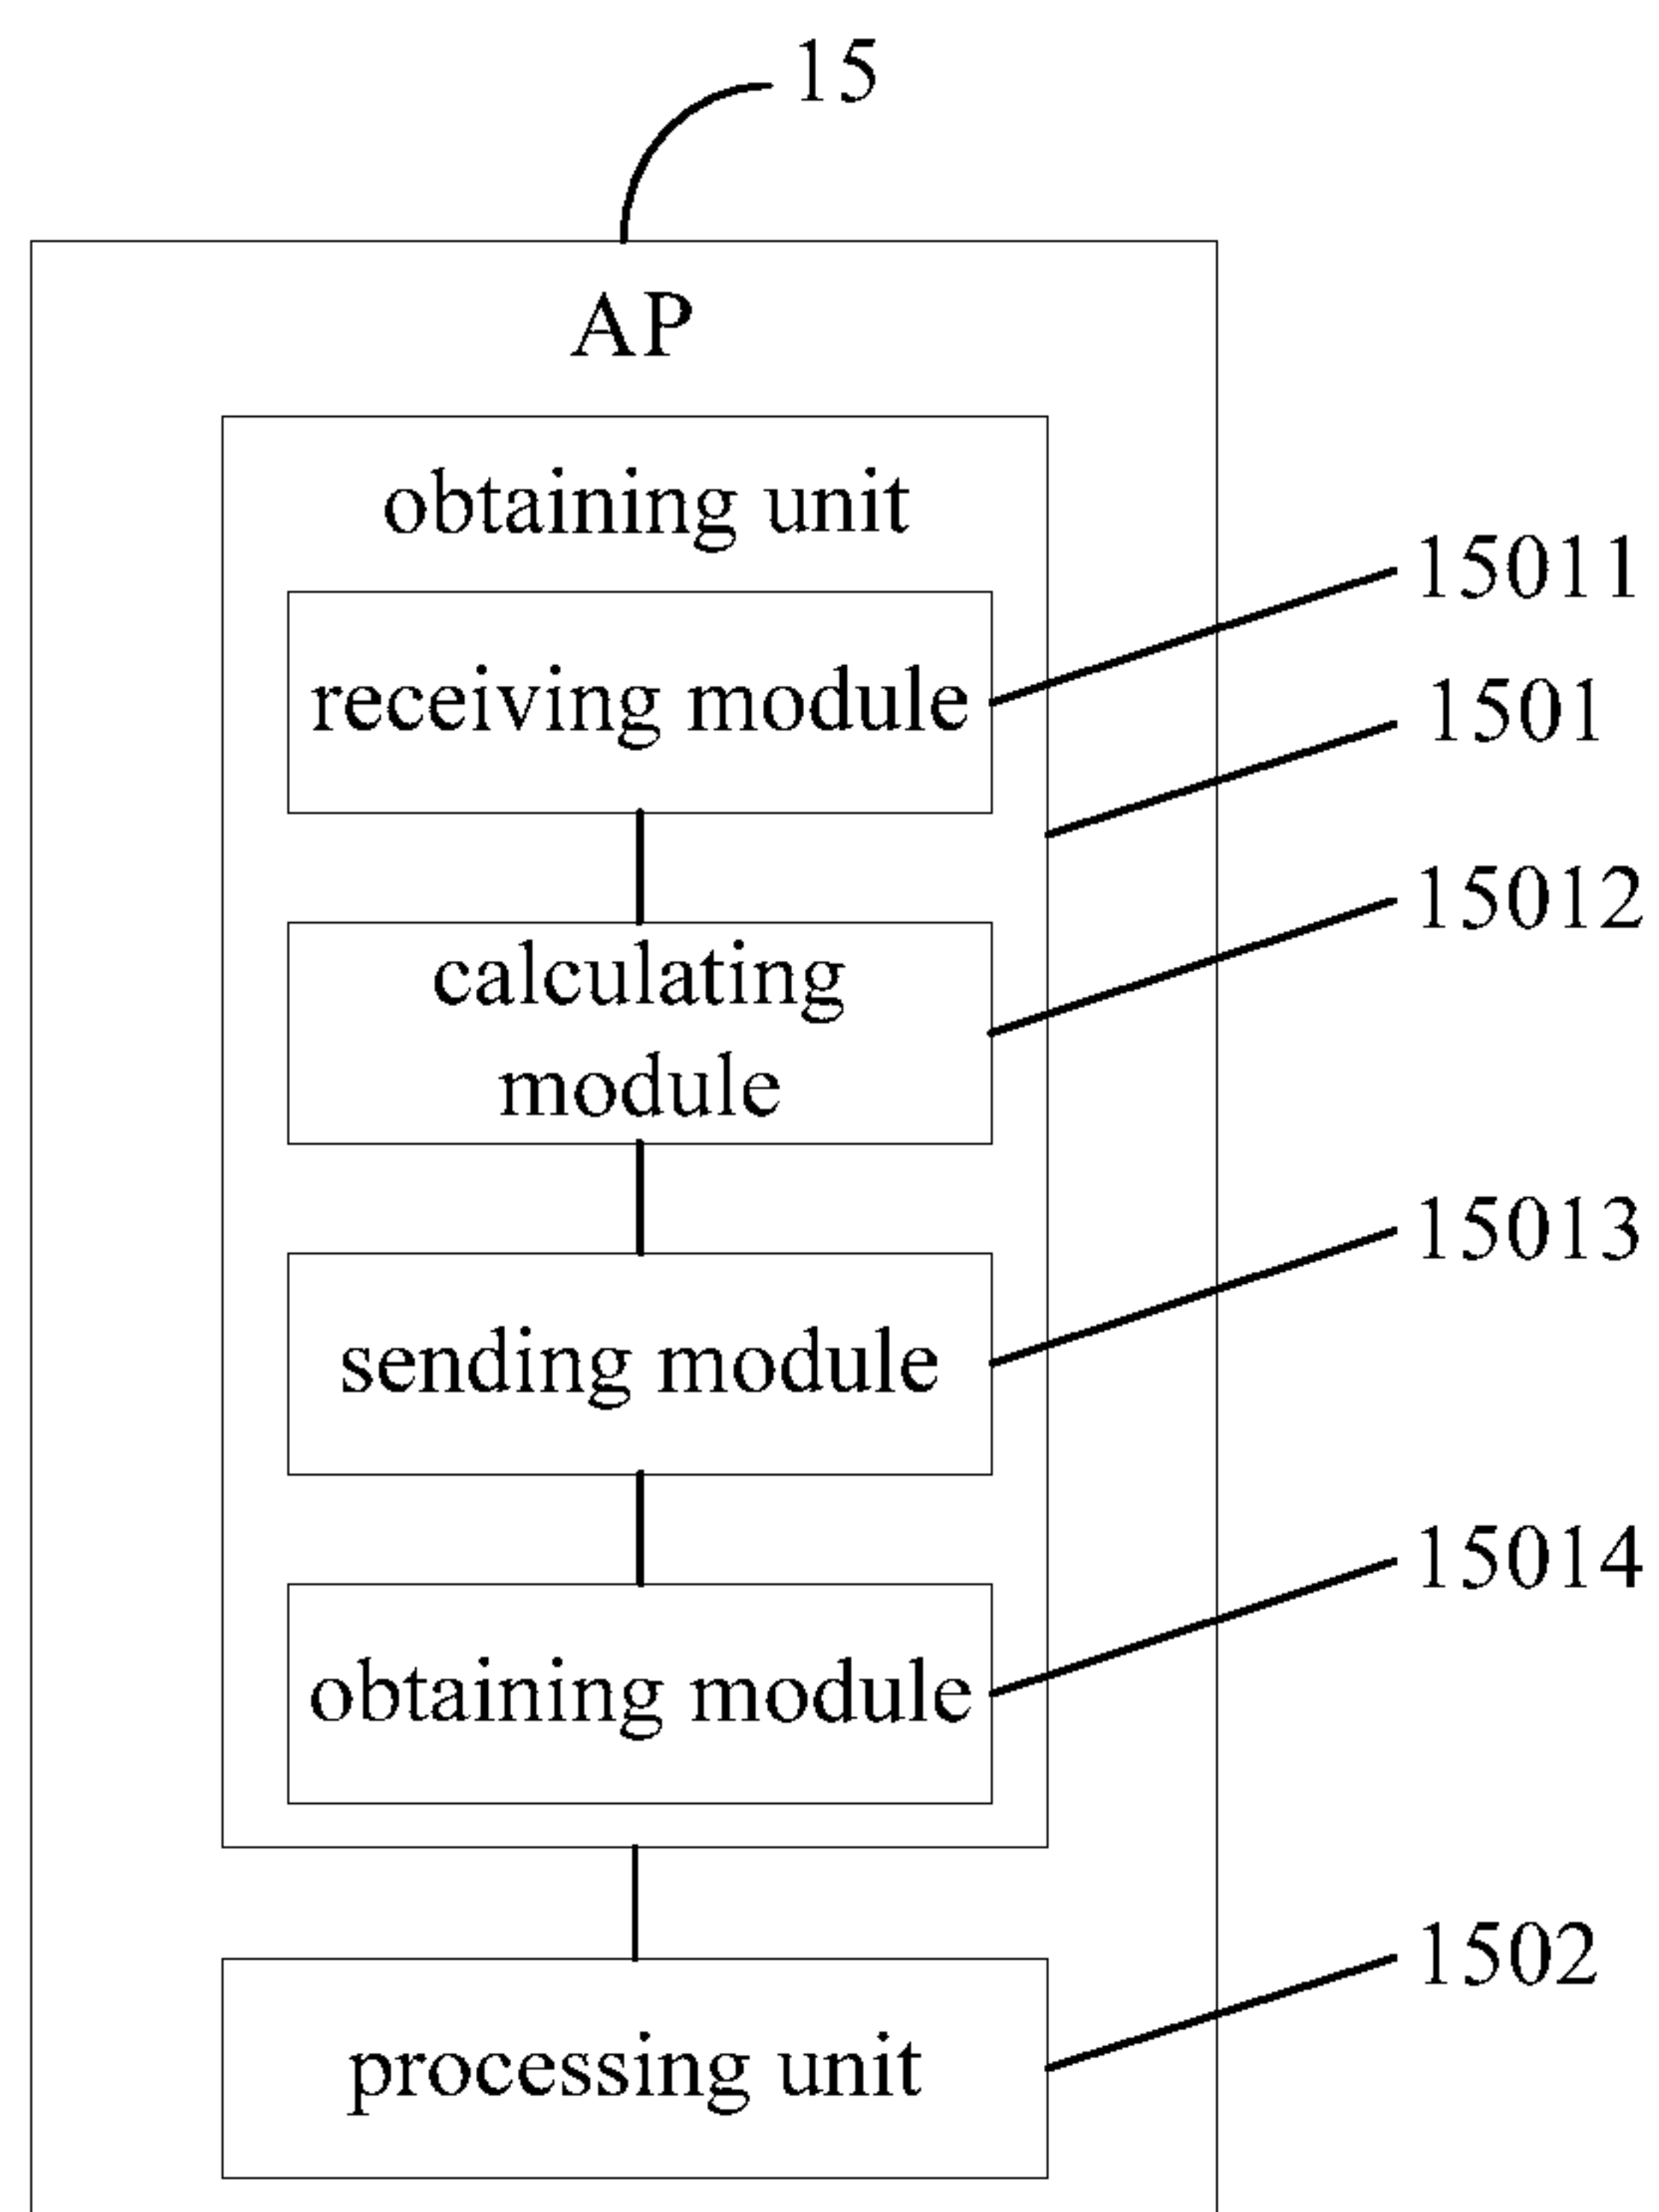 15
AP
obtaining unit
15011
receiving module
1501
15012
calculating
module
15013
sending module
15014
obtaining module
1502
processing unit